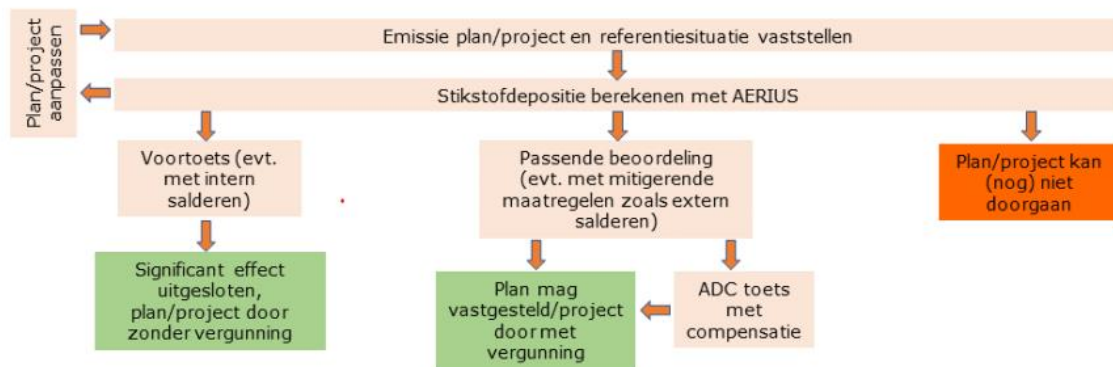 Plan/project
aanpassen
Emissie plan/project en referentiesituatie vaststellen
Stikstofdepositie berekenen met AERIUS
Voortoets (evt.
met intern
salderen)
Passende beoordeling
(evt. met mitigerende
maatregelen zoals extern
salderen)
Plan/project kan
(nog) niet
doorgaan
Significant effect
uitgesloten,
plan/project door
zonder vergunning
Plan mag
vastgesteld/project
door met
vergunning
ADC toets
met
compensatie